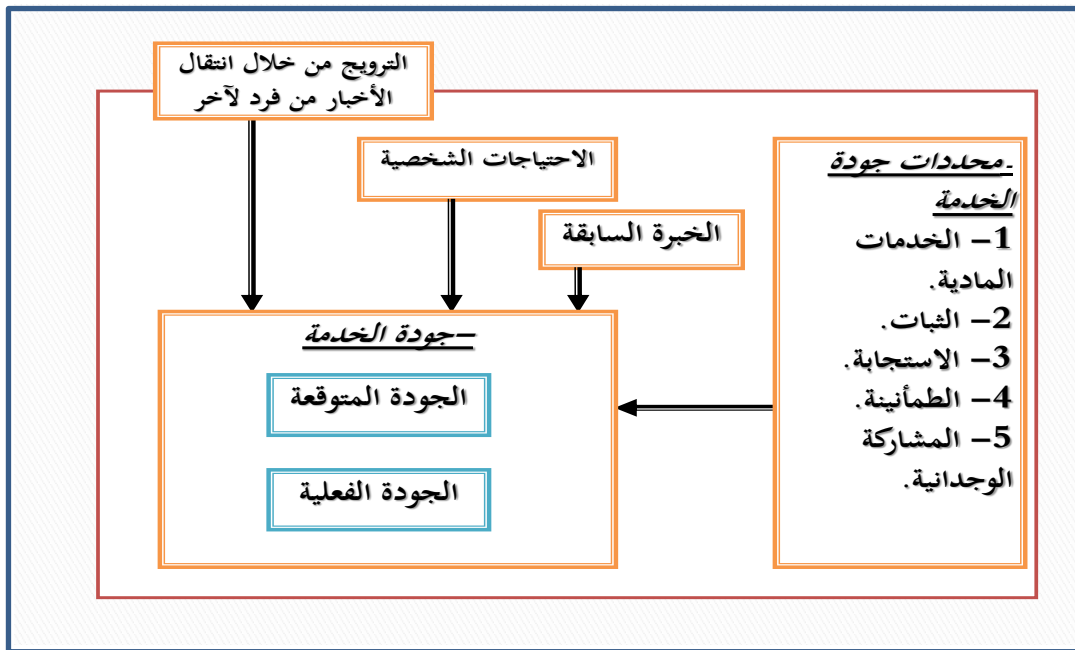 الترويج من خلال انتقال
الأخبار من فرد لآخر
الاحتياجات الشخصية
الخبرة السابقة
-محددات جودة
الخدمة
1– الخدمات
المادية.
2– الثبات.
3– الاستجابة.
4– الطمأنينة.
5– المشاركة
الوجدانية.
–جودة الخدمة
الجودة المتوقعة
الجودة الفعلية